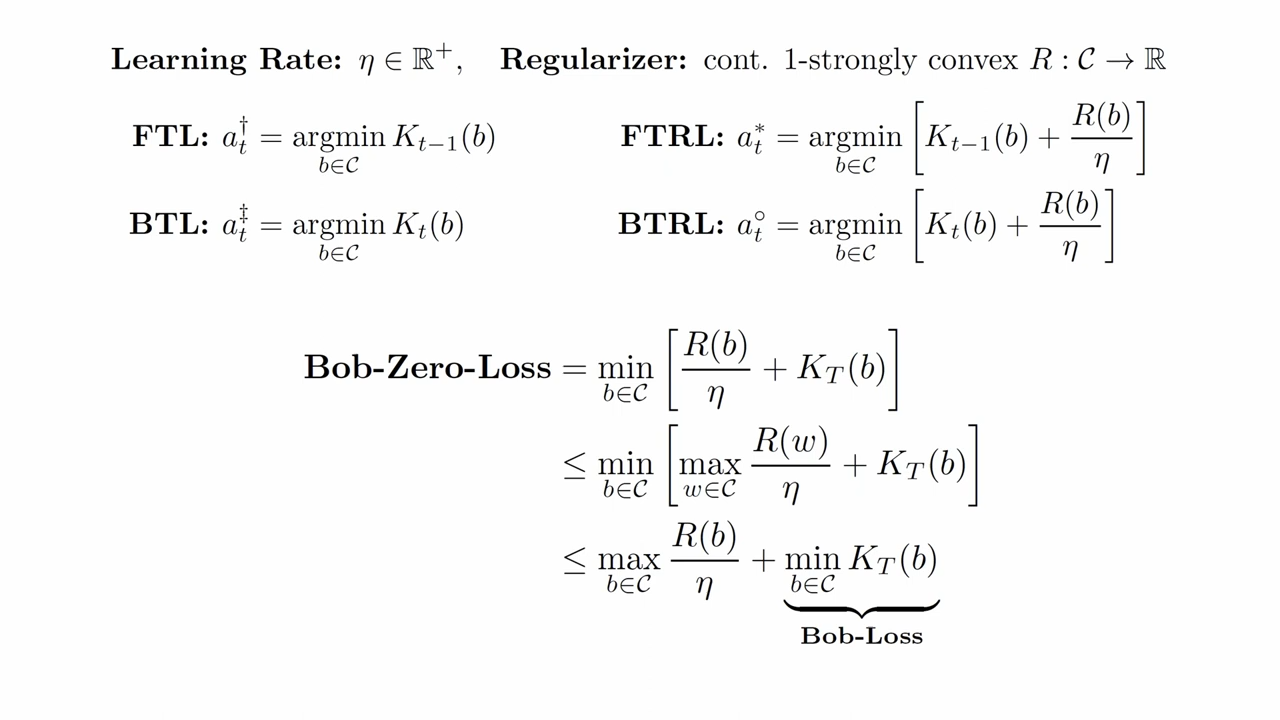 Learning Rate: η ∈ ℝ⁺, Regularizer: cont. 1-strongly convex R : 𝒞 → ℝ
FTL: a_t^† = argmin_{b∈𝒞} K_{t−1}(b)
FTRL: a_t^* = argmin_{b∈𝒞} [K_{t−1}(b) + R(b)/η]
BTL: a_t^‡ = argmin_{b∈𝒞} K_t(b)
BTRL: a_t^∘ = argmin_{b∈𝒞} [K_t(b) + R(b)/η]
Bob-Zero-Loss = min_{b∈𝒞} [R(b)/η + K_T(b)]
≤ min_{b∈𝒞} [max_{w∈𝒞} R(w)/η + K_T(b)]
≤ max_{b∈𝒞} R(b)/η + min_{b∈𝒞} K_T(b)
Bob-Loss